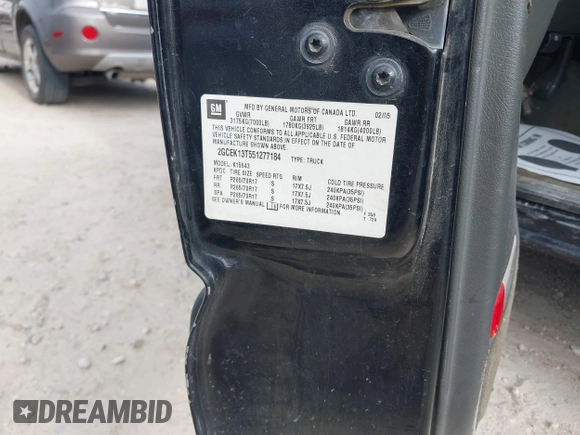 GM
MFD BY GENERAL MOTORS OF CANADA LTD. 02/05
GVWR GAWR FRT GAWR RR
3175KG(7000LB) 1780KG(3925LB) 1814KG(4000LB)
THIS VEHICLE CONFORMS TO ALL APPLICABLE U.S. FEDERAL MOTOR
VEHICLE SAFETY STANDARDS IN EFFECT ON THE DATE OF
MANUFACTURE SHOWN ABOVE.
2GCEK13T551277184 TYPE: TRUCK
MODEL: K15543
TIRE SIZE SPEED RTG RIM COLD TIRE PRESSURE
FRT P265/70R17 S 17X7.5J 240KPA(35PSI)
RR P265/70R17 S 17X7.5J 240KPA(35PSI)
SPA P265/70R17 S 17X7.5J 240KPA(35PSI)
SEE OWNER'S MANUAL FOR MORE INFORMATION.
DREAMBID